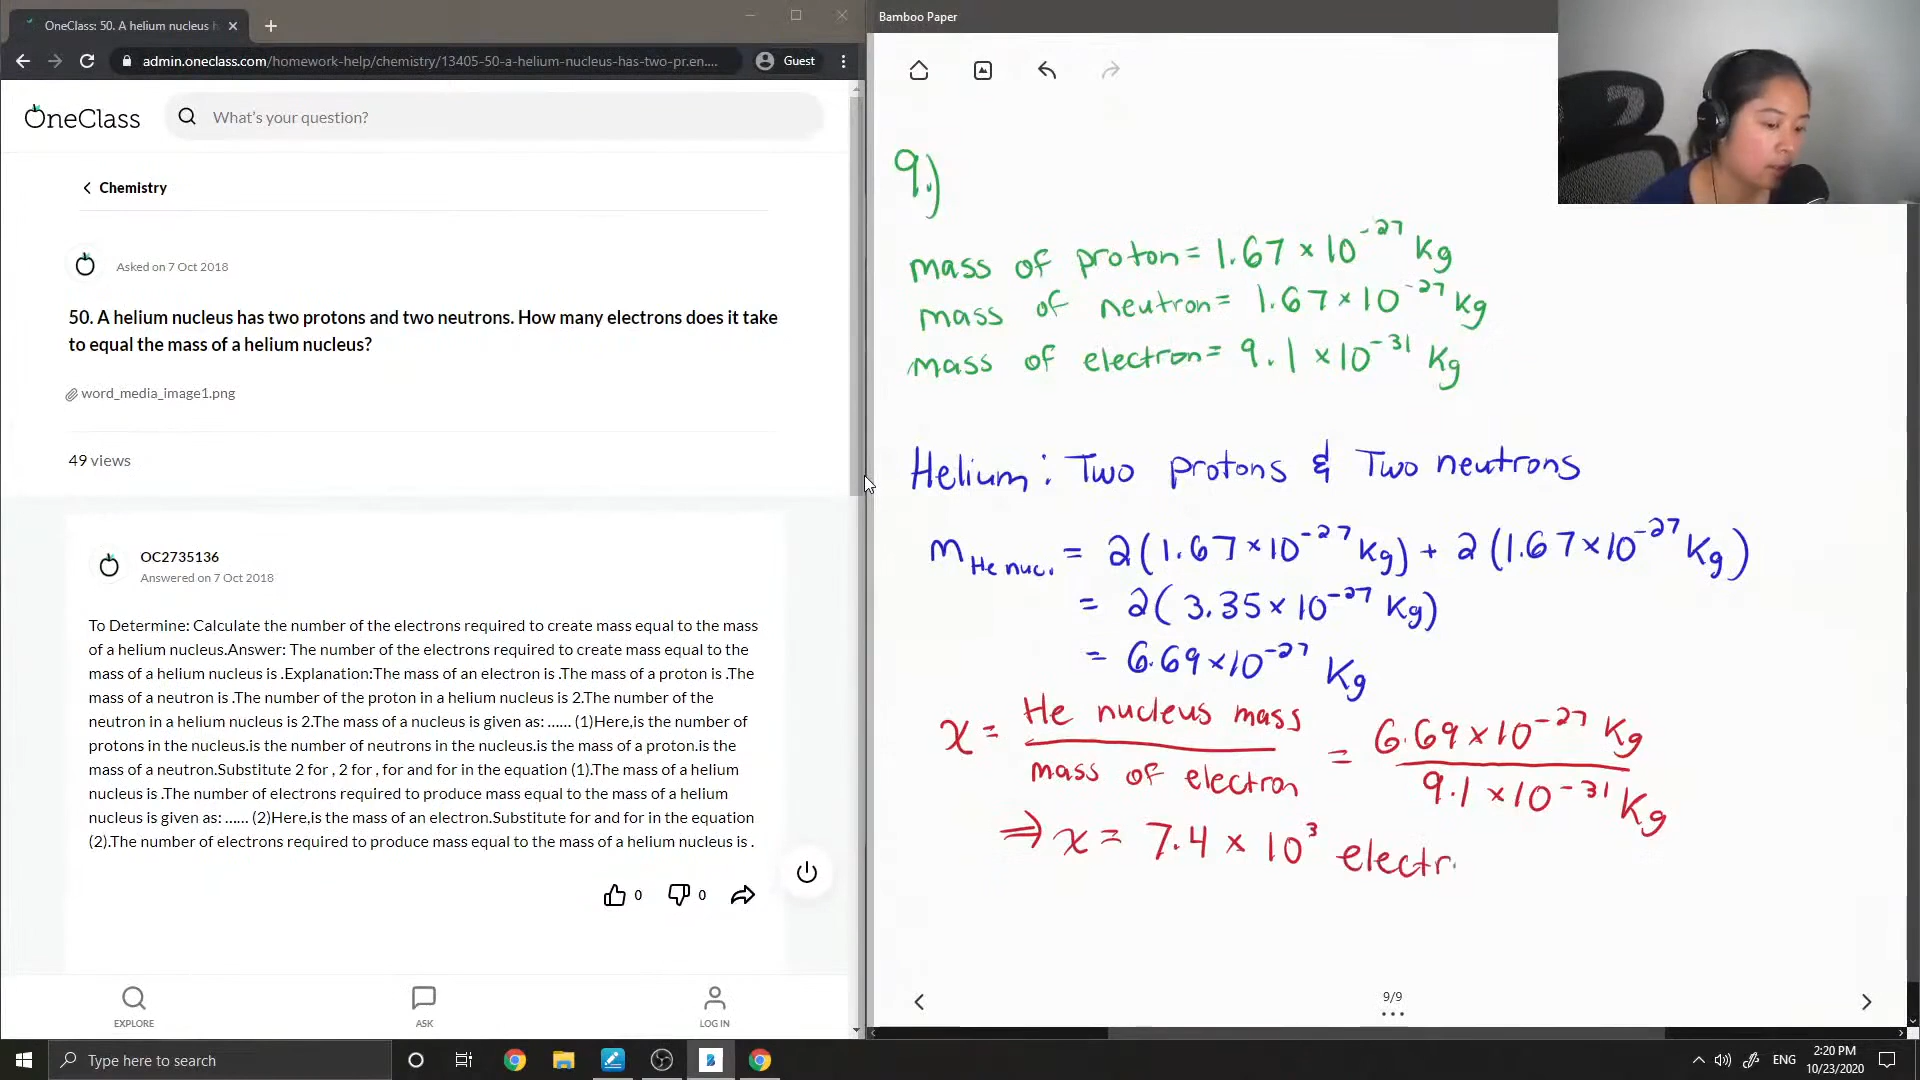 OneClass: 50. A helium nucleus h
admin.oneclass.com/homework-help/chemistry/13405-50-a-helium-nucleus-has-two-pr.en....
Guest
OneClass
What's your question?
Chemistry
Asked on 7 Oct 2018
50. A helium nucleus has two protons and two neutrons. How many electrons does it take
to equal the mass of a helium nucleus?
word_media_image1.png
49 views
OC2735136
Answered on 7 Oct 2018
To Determine: Calculate the number of the electrons required to create mass equal to the mass
of a helium nucleus.Answer: The number of the electrons required to create mass equal to the
mass of a helium nucleus is .Explanation:The mass of an electron is .The mass of a proton is .The
mass of a neutron is .The number of the proton in a helium nucleus is 2.The number of the
neutron in a helium nucleus is 2.The mass of a nucleus is given as: ...... (1)Here,is the number of
protons in the nucleus.is the number of neutrons in the nucleus.is the mass of a proton.is the
mass of a neutron.Substitute 2 for , 2 for , for and for in the equation (1).The mass of a helium
nucleus is .The number of electrons required to produce mass equal to the mass of a helium
nucleus is given as: ...... (2)Here,is the mass of an electron.Substitute for and for in the equation
(2).The number of electrons required to produce mass equal to the mass of a helium nucleus is .
0 0
EXPLORE ASK LOG IN
Bamboo Paper
9.)
mass of proton = 1.67 × 10⁻²⁷ Kg
mass of neutron = 1.67 × 10⁻²⁷ Kg
mass of electron = 9.1 × 10⁻³¹ Kg
Helium: Two protons & Two neutrons
m He nuc. = 2(1.67 × 10⁻²⁷ Kg) + 2(1.67 × 10⁻²⁷ Kg)
= 2(3.35 × 10⁻²⁷ Kg)
= 6.69 × 10⁻²⁷ Kg
x = He nucleus mass / mass of electron = 6.69 × 10⁻²⁷ Kg / 9.1 × 10⁻³¹ Kg
⇒ x = 7.4 × 10³ electr
9/9
Type here to search
ENG
2:20 PM
10/23/2020